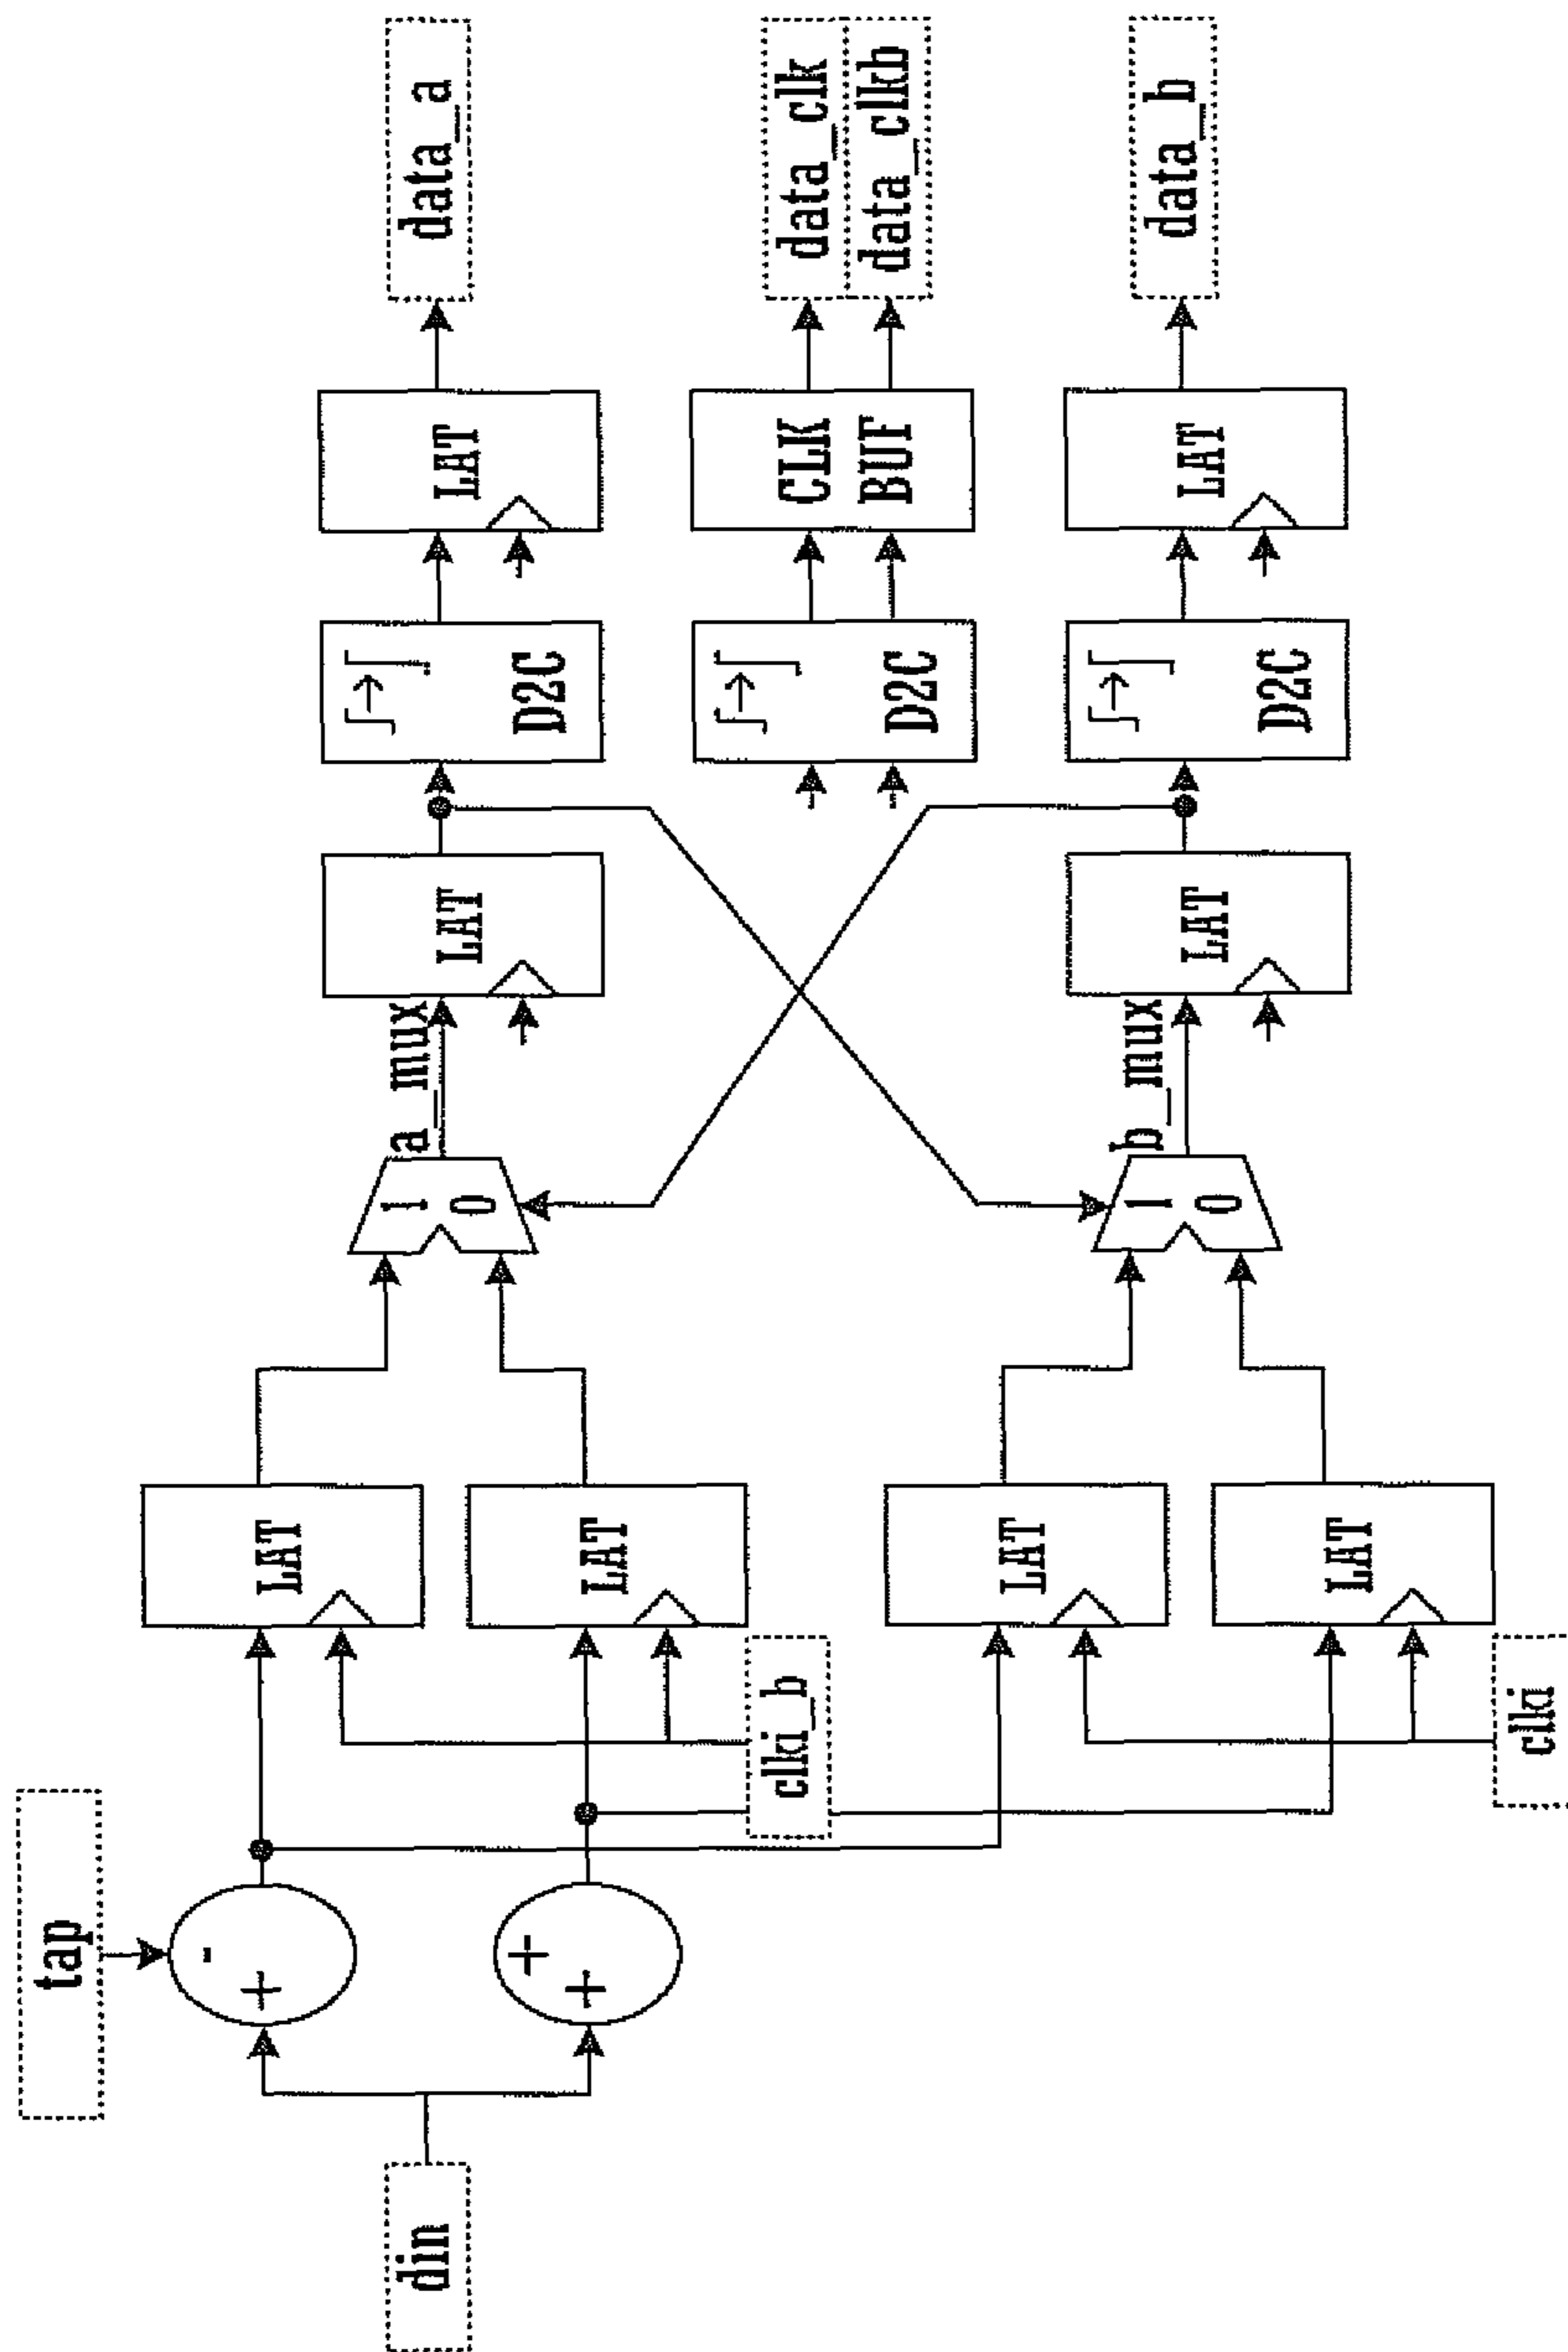 tap
din
-
+
+
+
clki_b
clki
LAT
LAT
LAT
LAT
1
0
1
0
a_mux
b_mux
LAT
LAT
D2C
D2C
D2C
LAT
CLK
BUF
LAT
data_a
data_clk
data_clkb
data_b